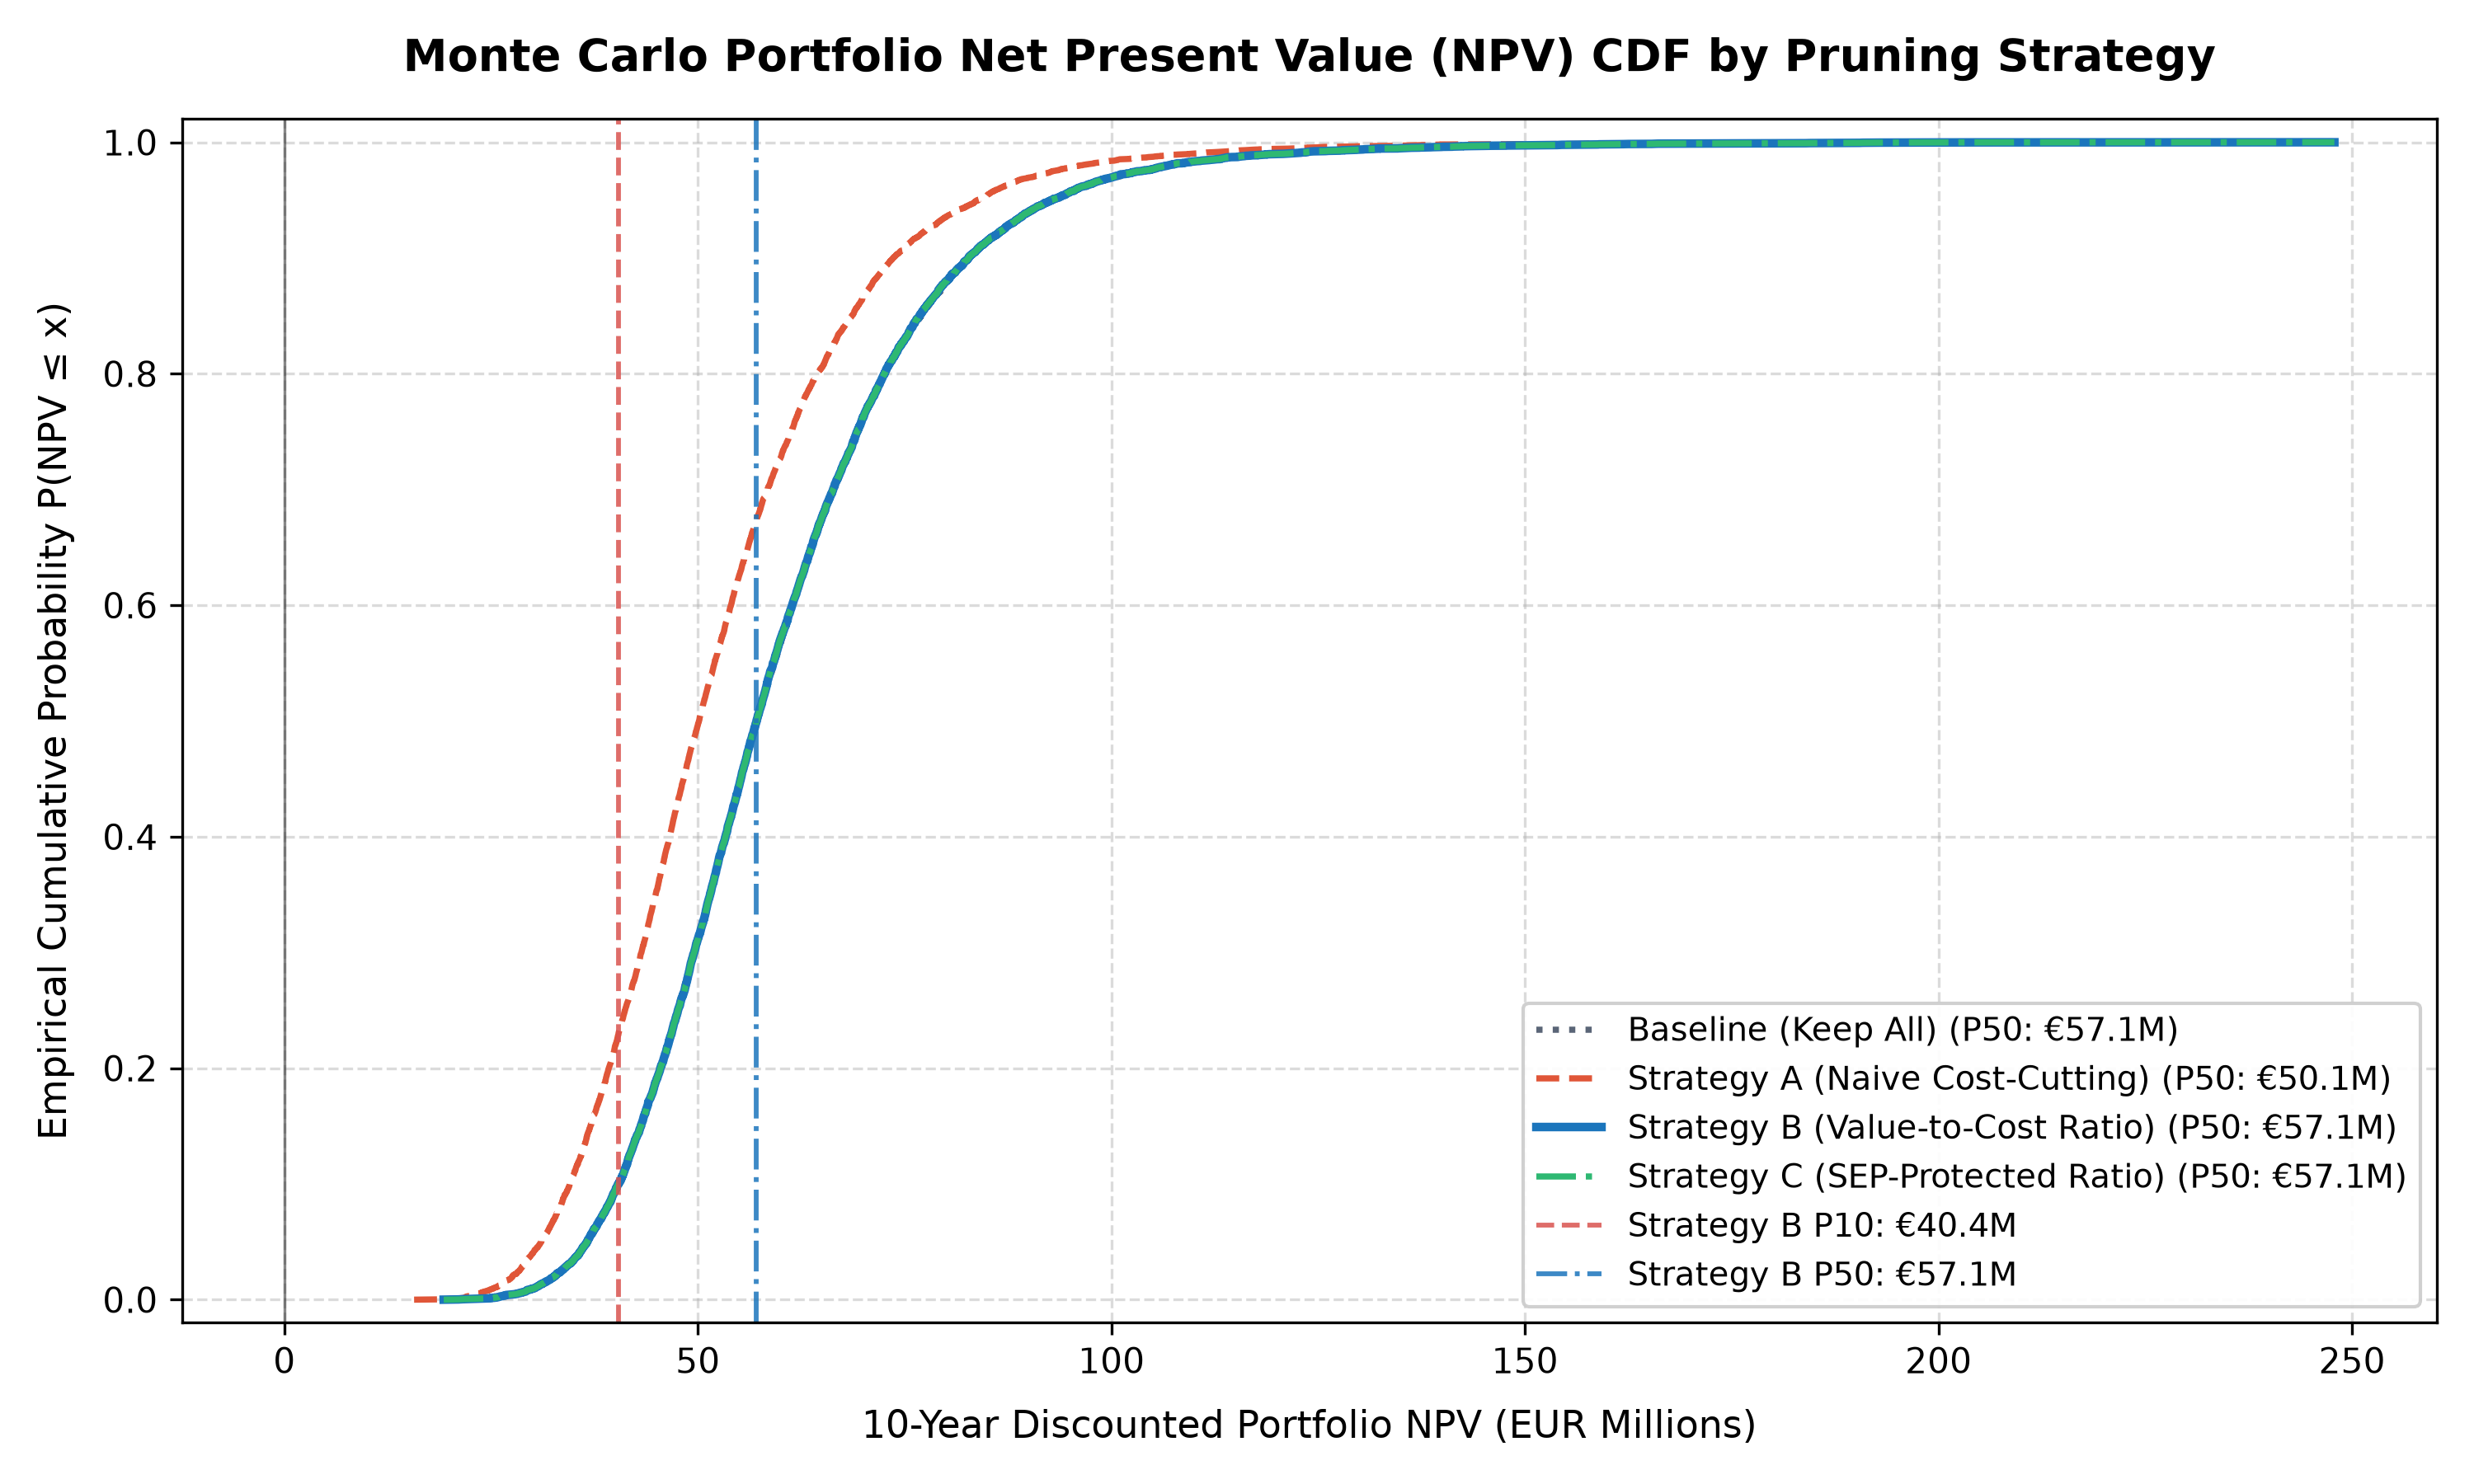 Monte Carlo Portfolio Net Present Value (NPV) CDF by Pruning Strategy
Empirical Cumulative Probability P(NPV ≤ x)
1.0
0.8
0.6
0.4
0.2
0.0
0
50
100
150
200
250
10-Year Discounted Portfolio NPV (EUR Millions)
Baseline (Keep All) (P50: €57.1M)
Strategy A (Naive Cost-Cutting) (P50: €50.1M)
Strategy B (Value-to-Cost Ratio) (P50: €57.1M)
Strategy C (SEP-Protected Ratio) (P50: €57.1M)
Strategy B P10: €40.4M
Strategy B P50: €57.1M